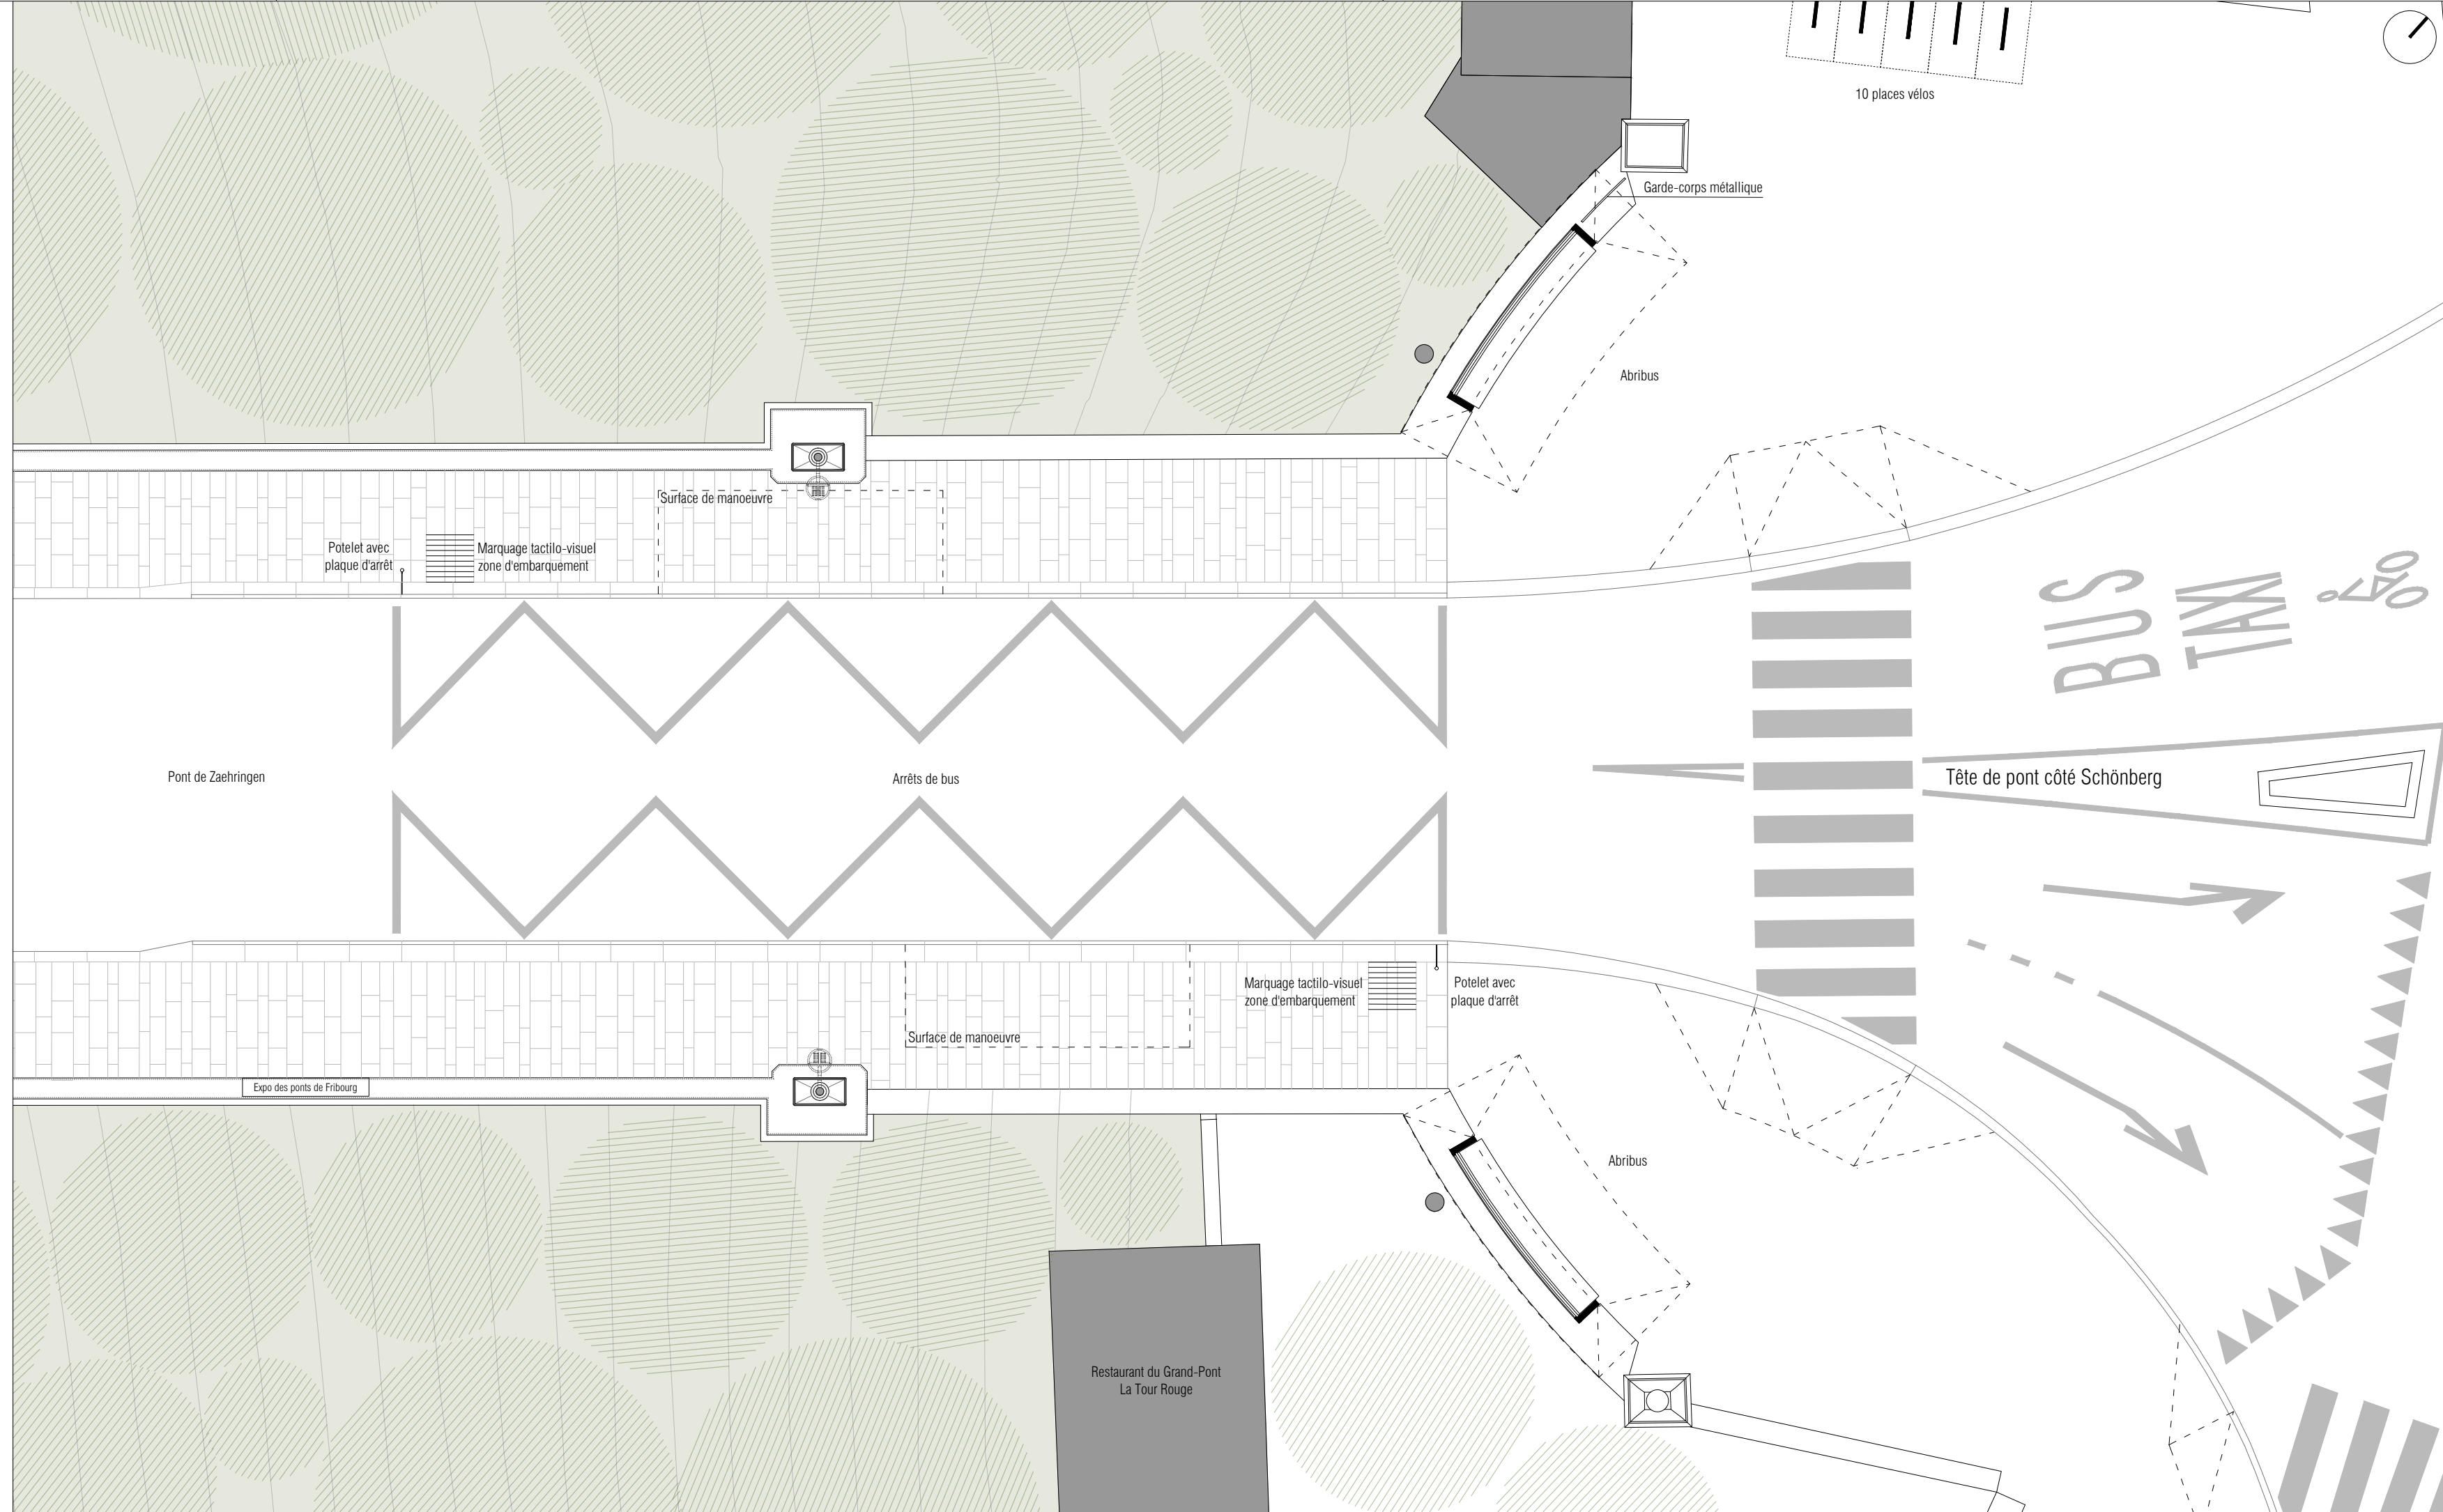 10 places vélos
Garde-corps métallique
Abribus
Surface de manoeuvre
Potelet avec
plaque d'arrêt
Marquage tactilo-visuel
zone d'embarquement
BUS
TAXI
Pont de Zaehringen
Arrêts de bus
Tête de pont côté Schönberg
Marquage tactilo-visuel
zone d'embarquement
Potelet avec
plaque d'arrêt
Surface de manoeuvre
Expo des ponts de Fribourg
Abribus
Restaurant du Grand-Pont
La Tour Rouge